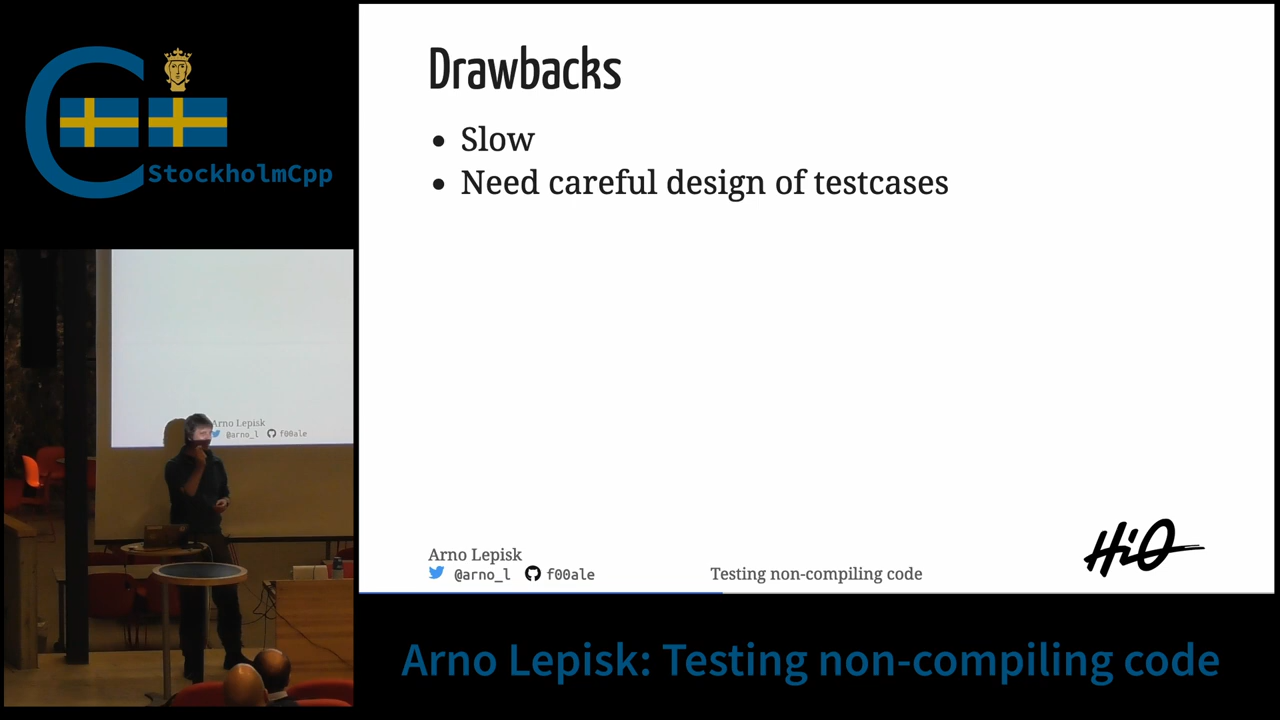 StockholmCpp
Drawbacks
• Slow
• Need careful design of testcases
Arno Lepisk
@arno_l f00ale
Testing non-compiling code
HiQ
Arno Lepisk
@arno_l f00ale
Arno Lepisk: Testing non-compiling code